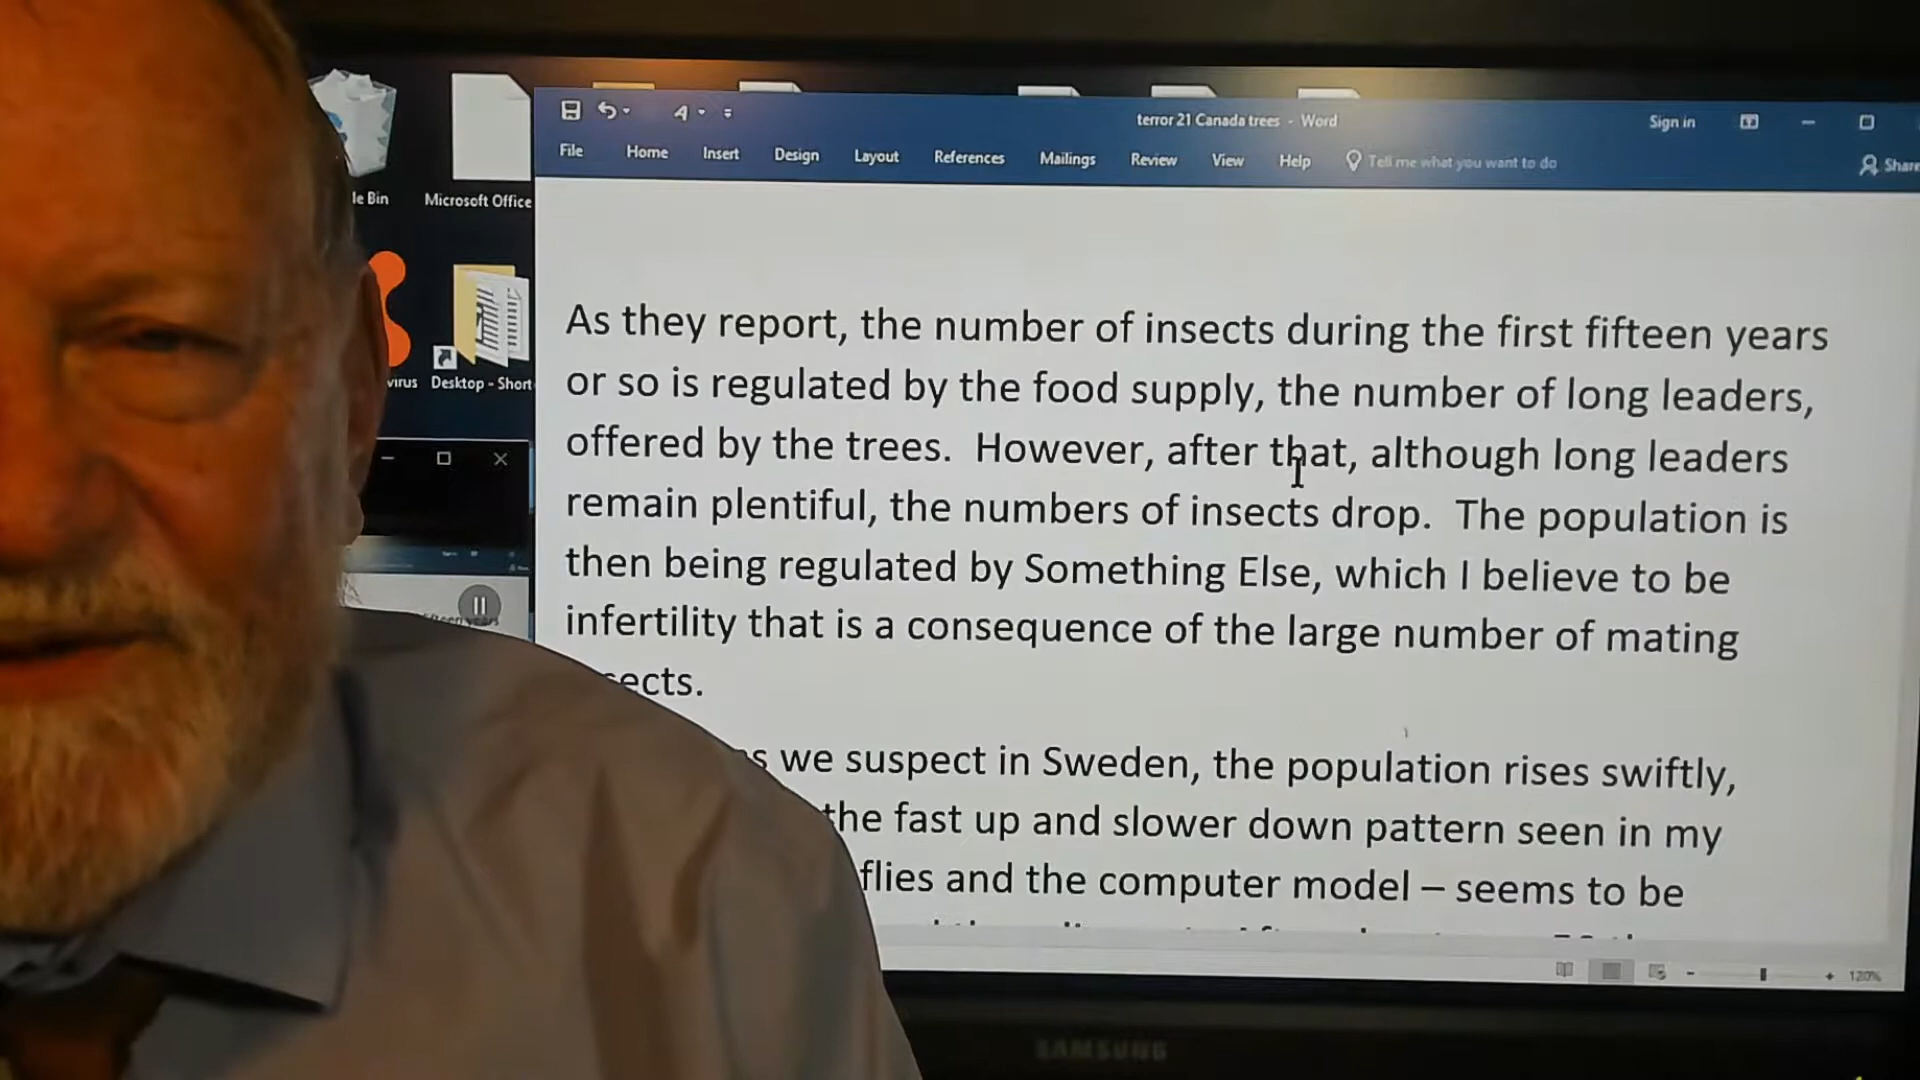 terror 21 Canada trees - Word
Sign in
File Home Insert Design Layout References Mailings Review View Help Tell me what you want to do
Share
le Bin
Microsoft Office
virus
Desktop - Short
As they report, the number of insects during the first fifteen years
or so is regulated by the food supply, the number of long leaders,
offered by the trees. However, after that, although long leaders
remain plentiful, the numbers of insects drop. The population is
then being regulated by Something Else, which I believe to be
infertility that is a consequence of the large number of mating
ects.
s we suspect in Sweden, the population rises swiftly,
the fast up and slower down pattern seen in my
flies and the computer model – seems to be
120%
SAMSUNG